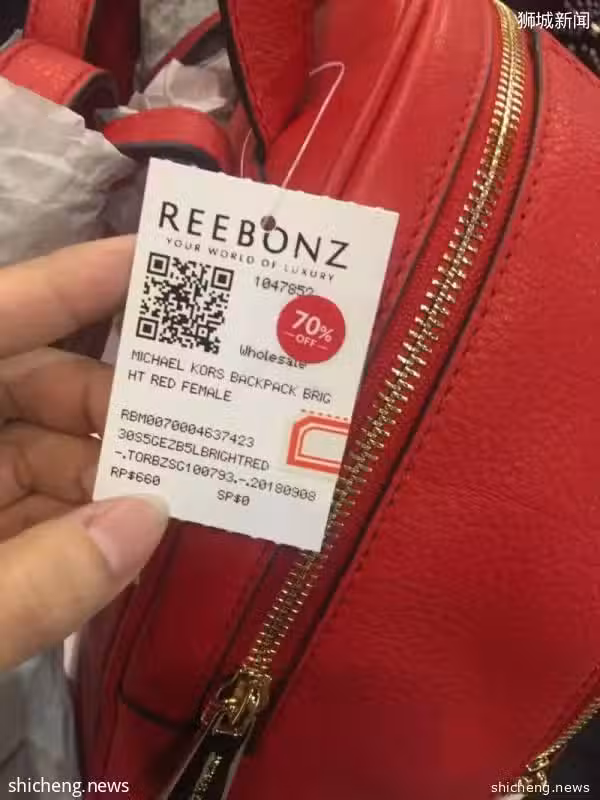 狮城新闻
REEBONZ
YOUR WORLD OF LUXURY
1047852
70%
OFF
Wholesale
MICHAEL KORS BACKPACK BRIG
HT RED FEMALE
RBM0070004637423
30S5GEZB5LBRIGHTRED
-.TORBZSG100793.-.20180908
RP$660
SP$0
shicheng.news
shicheng.news